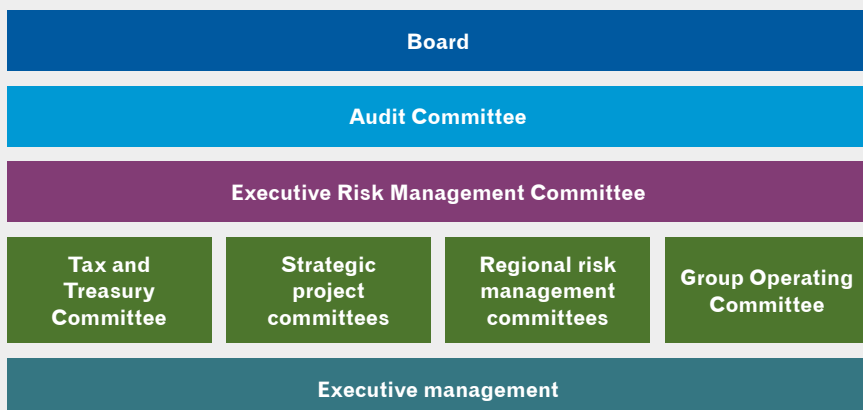 Board
Audit Committee
Executive Risk Management Committee
Tax and
Treasury
Committee
Strategic
project
committees
Regional risk
management
committees
Group Operating
Committee
Executive management